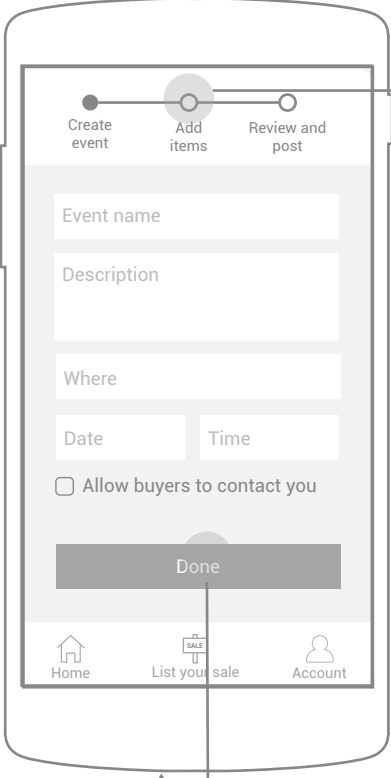 Create Add Review and
event items post
Event name
Description
Where
Date Time
Allow buyers to contact you
Done
SALE
Home List your sale Account